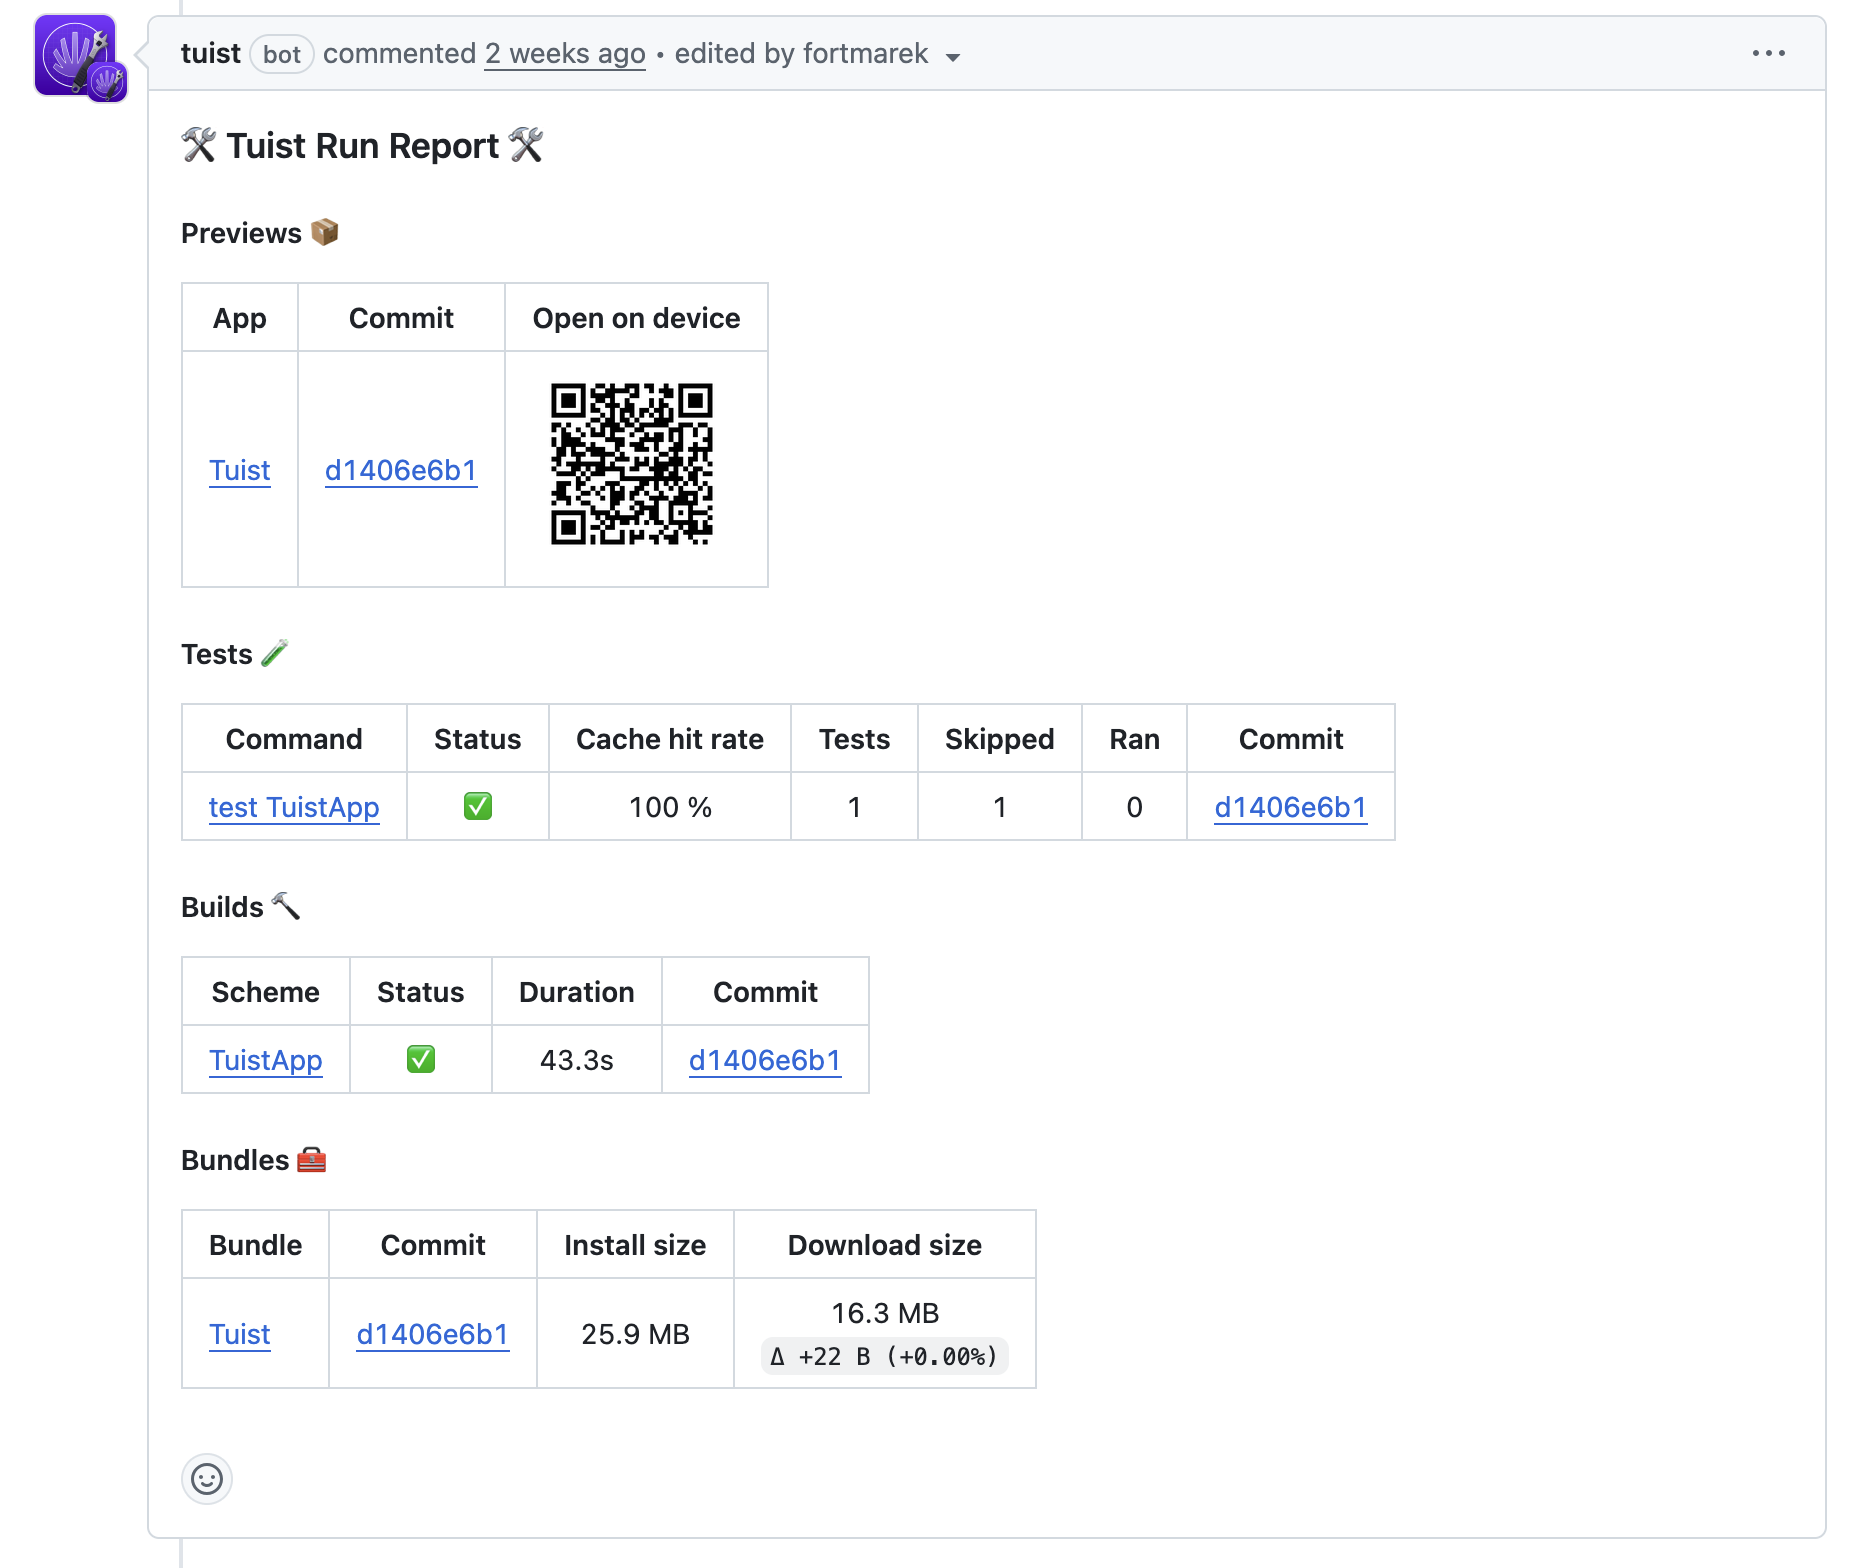 tuist bot commented 2 weeks ago • edited by fortmarek
🛠️ Tuist Run Report 🛠️
Previews 📦
App Commit Open on device
Tuist d1406e6b1
Tests 🧪
Command Status Cache hit rate Tests Skipped Ran Commit
test TuistApp ✅ 100 % 1 1 0 d1406e6b1
Builds 🔨
Scheme Status Duration Commit
TuistApp ✅ 43.3s d1406e6b1
Bundles 🧰
Bundle Commit Install size Download size
Tuist d1406e6b1 25.9 MB 16.3 MB
Δ +22 B (+0.00%)